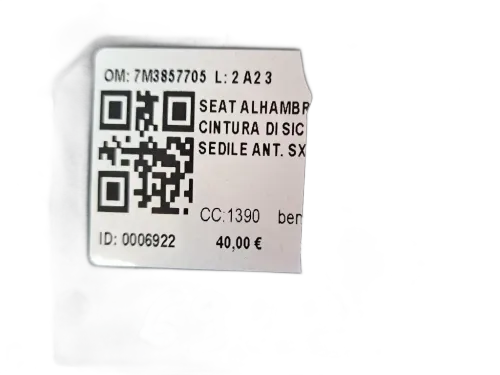 OM: 7M3857705 L: 2 A2 3
SEAT ALHAMBR
CINTURA DI SIC
SEDILE ANT. SX
CC:1390 ben
ID: 0006922 40,00 €